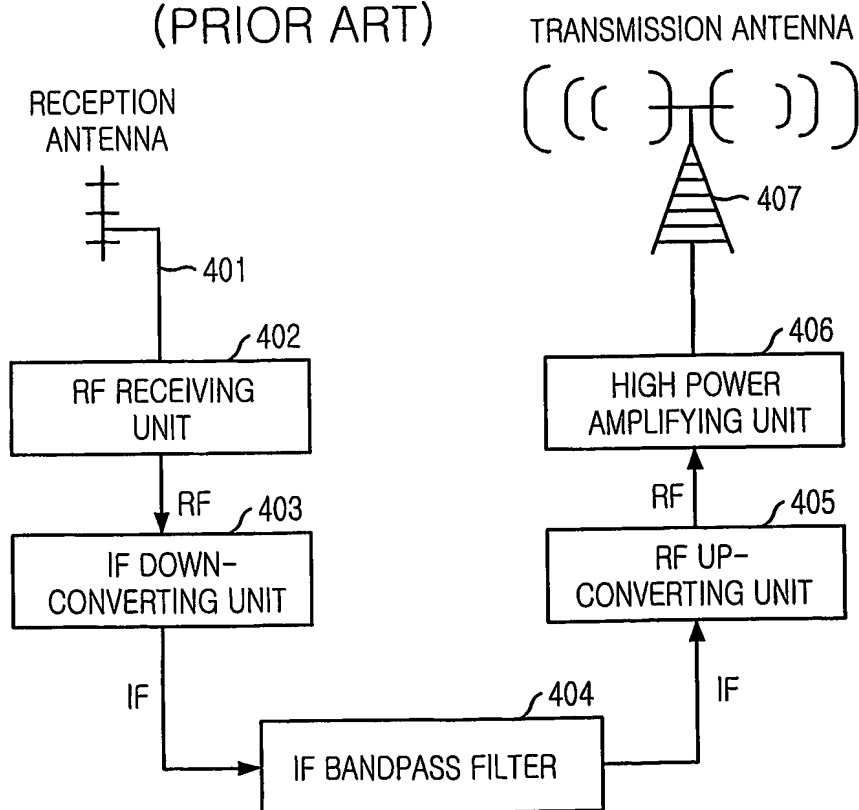 (PRIOR ART)
TRANSMISSION ANTENNA
RECEPTION
ANTENNA
407
401
402
RF RECEIVING
UNIT
406
HIGH POWER
AMPLIFYING UNIT
RF
403
IF DOWN-
CONVERTING UNIT
RF
405
RF UP-
CONVERTING UNIT
IF
404
IF BANDPASS FILTER
IF